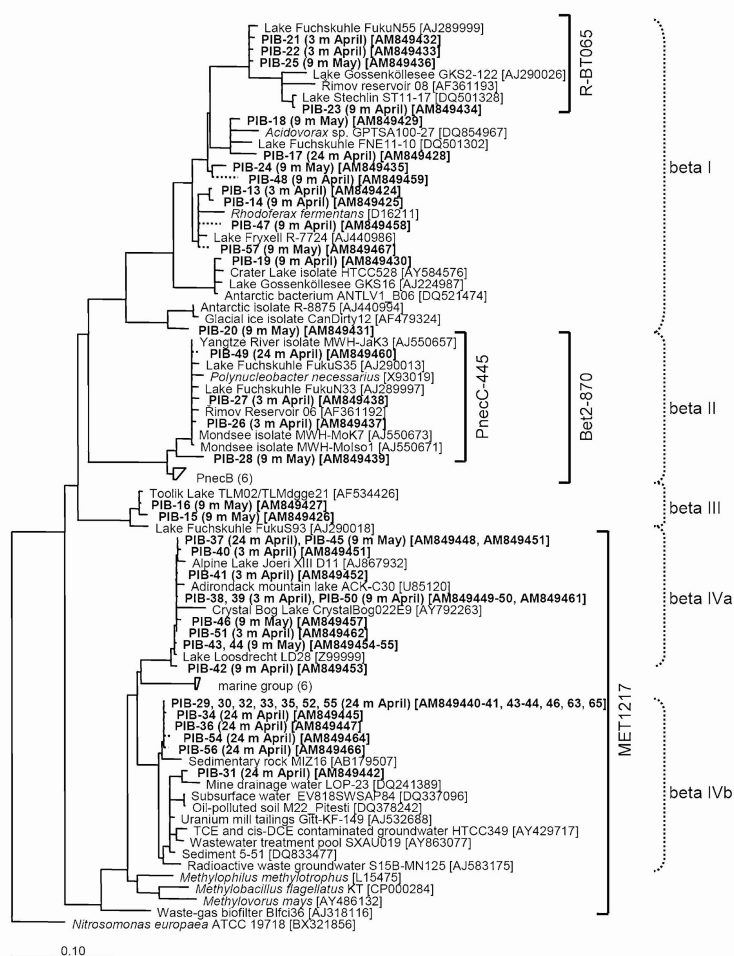 Lake Fuchskuhle FukuN55 [AJ289999]
PIB-21 (3 m April) [AM849432]
PIB-22 (3 m April) [AM849433]
PIB-25 (9 m May) [AM849436]
Lake Gossenköllesee GKS2-122 [AJ290026]
Rimov reservoir 08 [AF361193]
Lake Stechlin ST11-17 [DQ501328]
PIB-23 (9 m April) [AM849434]
R-BT065
PIB-18 (9 m May) [AM849429]
Acidovorax sp. GPTSA100-27 [DQ854967]
Lake Fuchskuhle FNE11-10 [DQ501302]
PIB-17 (24 m April) [AM849428]
PIB-24 (9 m May) [AM849435]
PIB-48 (9 m April) [AM849459]
PIB-13 (3 m April) [AM849424]
PIB-14 (9 m April) [AM849425]
Rhodoferax fermentans [D16211]
PIB-47 (9 m April) [AM849458]
Lake Fryxell R-7724 [AJ440986]
PIB-57 (9 m May) [AM849467]
PIB-19 (9 m April) [AM849430]
Crater Lake isolate HTCC528 [AY584576]
Lake Gossenköllesee GKS16 [AJ224987]
Antarctic bacterium ANTLV1_B06 [DQ521474]
Antarctic isolate R-8875 [AJ440994]
Glacial ice isolate CanDirty12 [AF479324]
PIB-20 (9 m May) [AM849431]
beta I
Yangtze River isolate MWH-JaK3 [AJ550657]
PIB-49 (24 m April) [AM849460]
Lake Fuchskuhle FukuS35 [AJ290013]
Polynucleobacter necessarius [X93019]
Lake Fuchskuhle FukuN33 [AJ289997]
PIB-27 (3 m April) [AM849438]
Rimov Reservoir 06 [AF361192]
PIB-26 (3 m April) [AM849437]
Mondsee isolate MWH-MoK7 [AJ550673]
Mondsee isolate MWH-MoIso1 [AJ550671]
PIB-28 (9 m May) [AM849439]
PnecB (6)
PnecC-445
Bet2-870
beta II
Toolik Lake TLM02/TLMdgge21 [AF534426]
PIB-16 (9 m May) [AM849427]
PIB-15 (9 m May) [AM849426]
Lake Fuchskuhle FukuS93 [AJ290018]
beta III
PIB-37 (24 m April), PIB-45 (9 m May) [AM849448, AM849451]
PIB-40 (3 m April) [AM849451]
Alpine Lake Joeri XIII D11 [AJ867932]
PIB-41 (3 m April) [AM849452]
Adirondack mountain lake ACK-C30 [U85120]
PIB-38, 39 (3 m April), PIB-50 (9 m April) [AM849449-50, AM849461]
Crystal Bog Lake CrystalBog022E9 [AY792263]
PIB-46 (9 m May) [AM849457]
PIB-51 (3 m April) [AM849462]
PIB-43, 44 (9 m May) [AM849454-55]
Lake Loosdrecht LD28 [Z99999]
PIB-42 (9 m April) [AM849453]
beta IVa
marine group (6)
PIB-29, 30, 32, 33, 35, 52, 55 (24 m April) [AM849440-41, 43-44, 46, 63, 65]
PIB-34 (24 m April) [AM849445]
PIB-36 (24 m April) [AM849447]
PIB-54 (24 m April) [AM849464]
PIB-56 (24 m April) [AM849466]
Sedimentary rock MIZ16 [AB179507]
PIB-31 (24 m April) [AM849442]
Mine drainage water LOP-23 [DQ241389]
Subsurface water EV818SWSAP84 [DQ337096]
Oil-polluted soil M22_Pitesti [DQ378242]
Uranium mill tailings Gitt-KF-149 [AJ532688]
TCE and cis-DCE contaminated groundwater HTCC349 [AY429717]
Wastewater treatment pool SXAU019 [AY863077]
Sediment 5-51 [DQ833477]
Radioactive waste groundwater S15B-MN125 [AJ583175]
beta IVb
Methylophilus methylotrophus [L15475]
Methylobacillus flagellatus KT [CP000284]
Methylovorus mays [AY486132]
Waste-gas biofilter BIfci36 [AJ318116]
MET1217
Nitrosomonas europaea ATCC 19718 [BX321856]
0.10